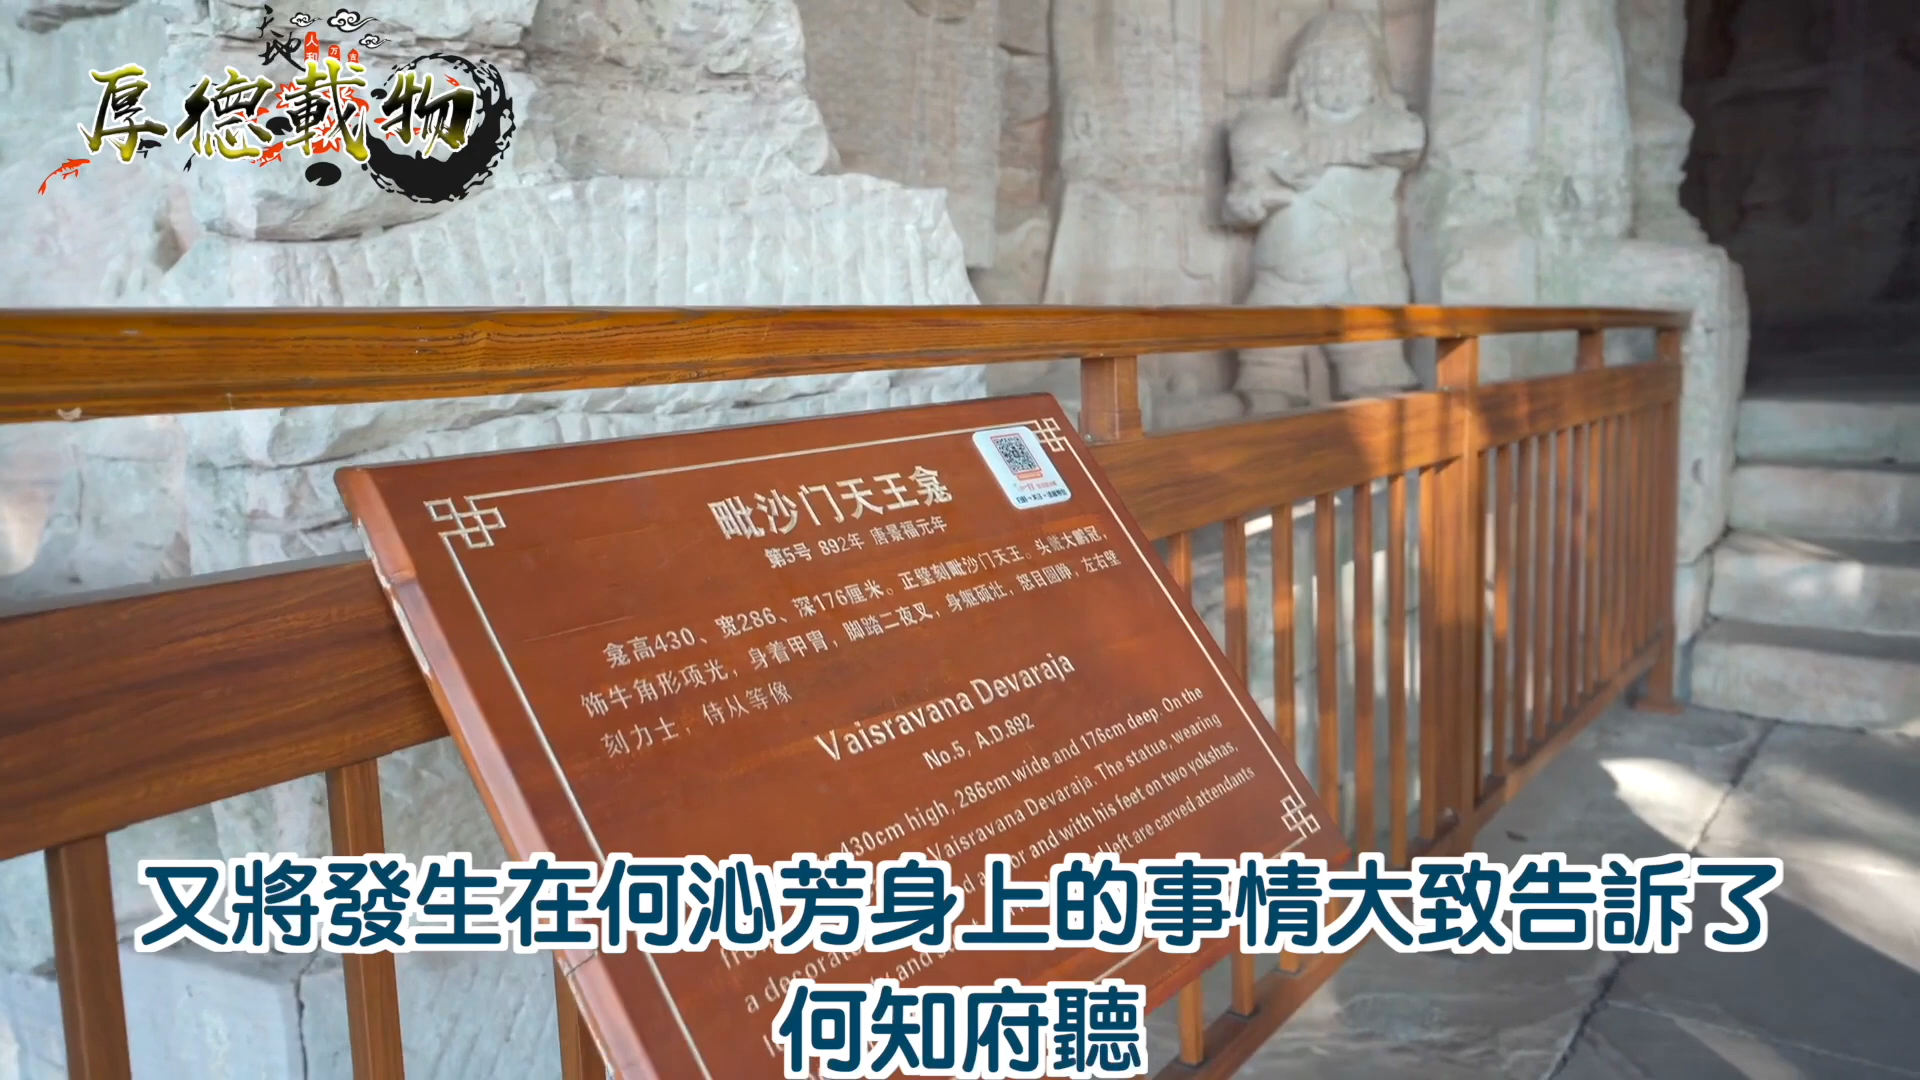 天地
人和
厚德載物
毗沙门天王龛
第5号 892年 唐景福元年
龛高430、宽286、深176厘米。正壁刻毗沙门天王。头戴大鹏冠，
饰牛角形项光，身着甲胄，脚踏二夜叉，身躯硕壮，怒目圆睁，左右壁
刻力士，侍从等像
Vaisravana Devaraja
No.5, A.D.892
430cm high, 286cm wide and 176cm deep. On the
Vaisravana Devaraja. The statue, wearing
and with his feet on two yokshas,
left are carved attendants
a decorated
and
又將發生在何沁芳身上的事情大致告訴了
何知府聽